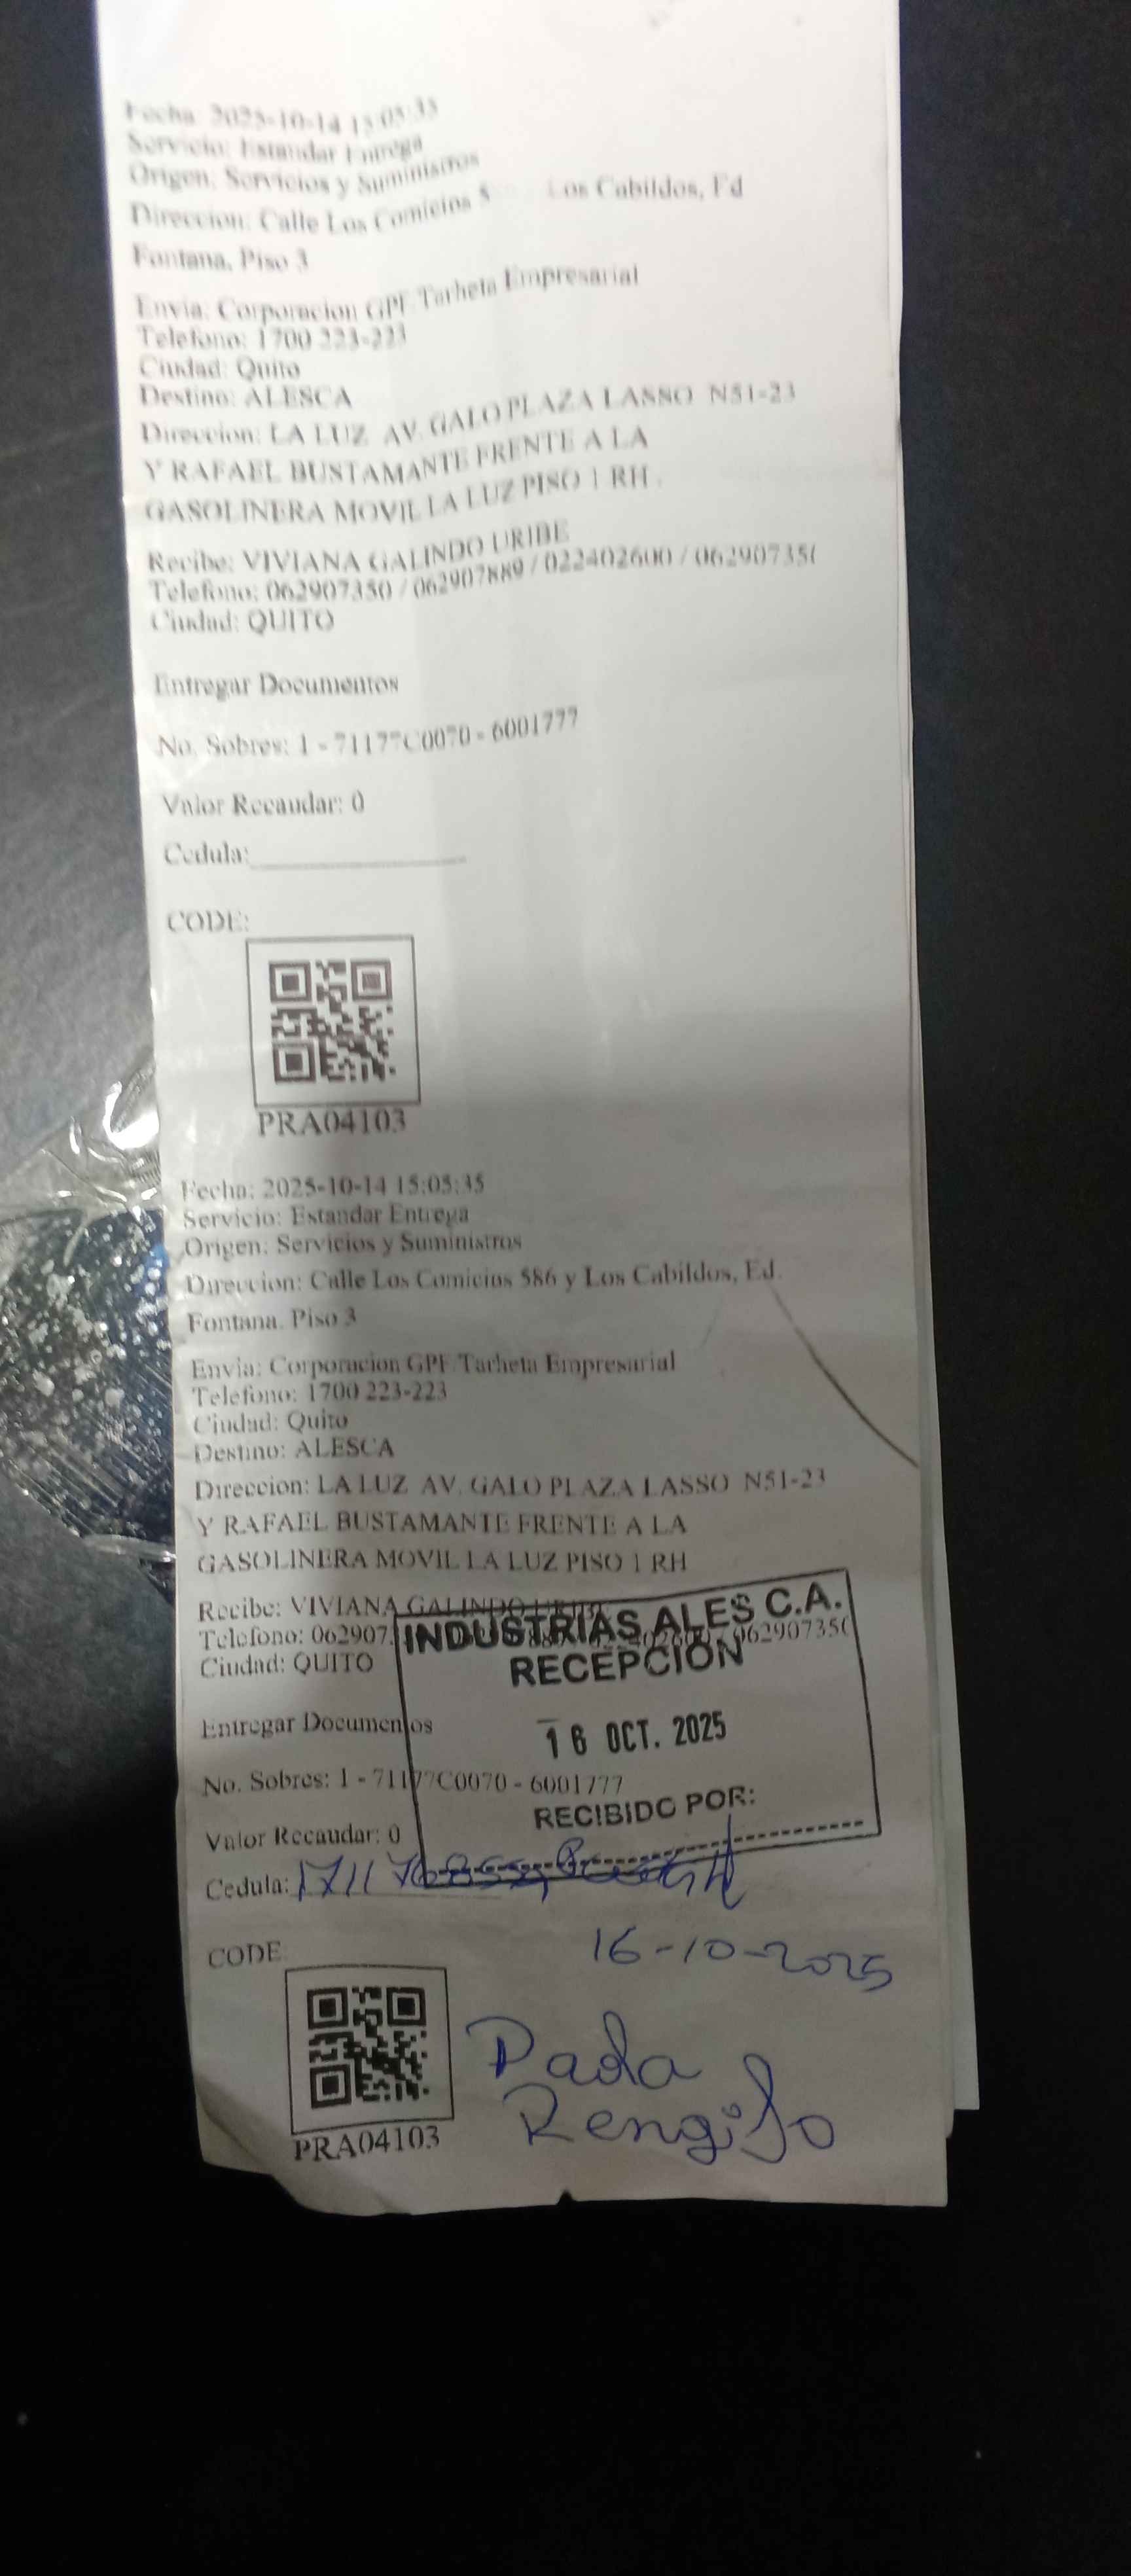 Fecha: 2025-10-14 15:05:35
Servicio: Estandar Entrega
Origen: Servicios y Suministros
Direccion: Calle Los Comicios 5 Los Cabildos, Ed
Fontana, Piso 3
Envia: Corporacion GPF Tarheta Empresarial
Telefono: 1700 223-223
Ciudad: Quito
Destino: ALESCA
Direccion: LA LUZ AV. GALO PLAZA LASSO N51-23
Y RAFAEL BUSTAMANTE FRENTE A LA
GASOLINERA MOVIL LA LUZ PISO 1 RH .
Recibe: VIVIANA GALINDO URIBE
Telefono: 062907350 / 062907889 / 022402600 / 06290735(
Ciudad: QUITO
Entregar Documentos
No. Sobres: 1 - 71177C0070 - 6001777
Valor Recaudar: 0
Cedula:
CODE:
PRA04103
Fecha: 2025-10-14 15:05:35
Servicio: Estandar Entrega
Origen: Servicios y Suministros
Direccion: Calle Los Comicios 586 y Los Cabildos, Ed.
Fontana. Piso 3
Envia: Corporacion GPF Tarheta Empresarial
Telefono: 1700 223-223
Ciudad: Quito
Destino: ALESCA
Direccion: LA LUZ AV. GALO PLAZA LASSO N51-23
Y RAFAEL BUSTAMANTE FRENTE A LA
GASOLINERA MOVIL LA LUZ PISO 1 RH
Recibe: VIVIANA GALINDO
INDUSTRIAS ALES C.A.
Telefono: 06290735(
RECEPCIÓN
Ciudad: QUITO
Entregar Documentos
16 OCT. 2025
No. Sobres: 1 - 71177C0070 - 6001777
RECIBIDO POR:
Valor Recaudar: 0
Cedula:
CODE
16-10-2025
Paola
Rengifo
PRA04103